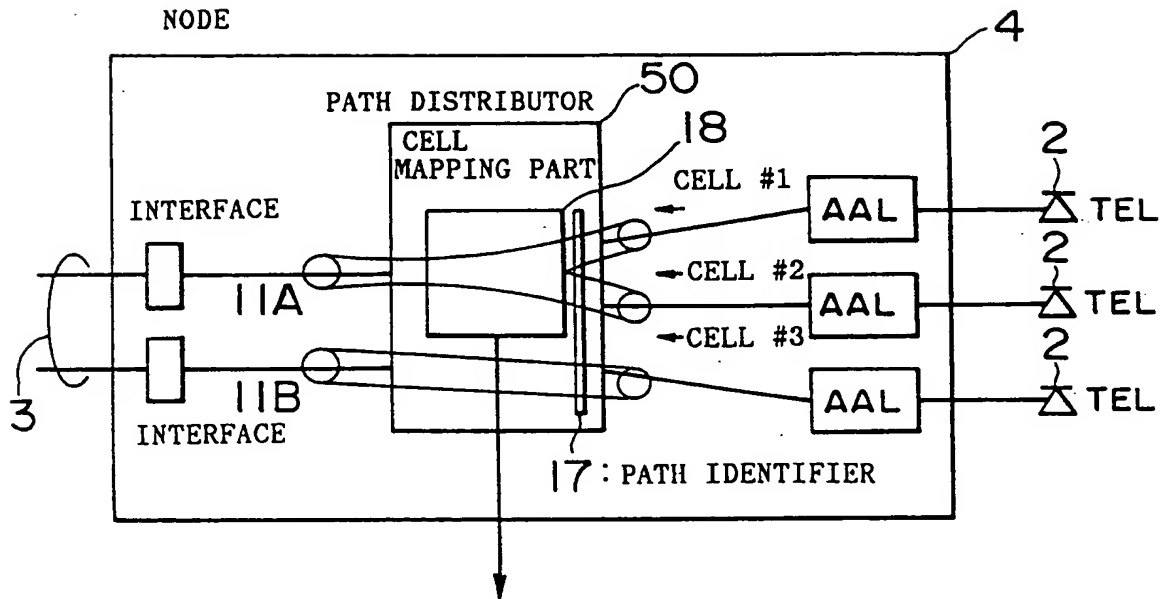 NODE
4
PATH DISTRIBUTOR
50
CELL
MAPPING PART
18
CELL #1
AAL
2
TEL
INTERFACE
11A
CELL #2
AAL
2
TEL
CELL #3
3
11B
INTERFACE
AAL
2
TEL
17: PATH IDENTIFIER